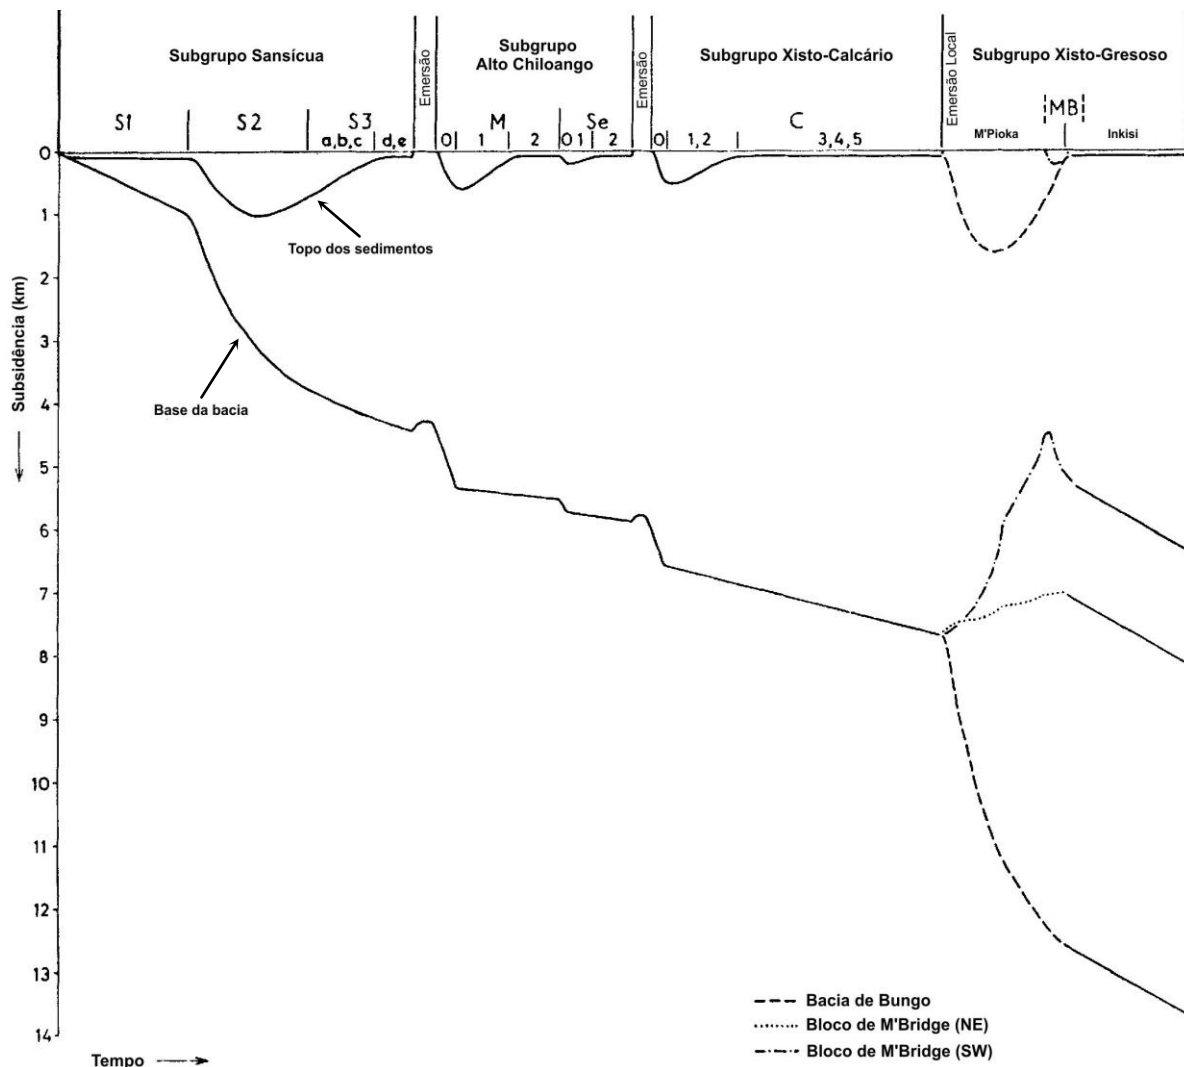 Subgrupo Sansícua
Emersão
Subgrupo
Alto Chiloango
Emersão
Subgrupo Xisto-Calcário
Emersão Local
Subgrupo Xisto-Gresoso
S1
S2
S3
a,b,c
d,e
M
0
1
2
Se
0 1
2
C
0
1,2
3,4,5
M'Pioka
MB
Inkisi
0
1
2
3
4
5
6
7
8
9
10
11
12
13
14
Subsidência (km)
Topo dos sedimentos
Base da bacia
Bacia de Bungo
Bloco de M'Bridge (NE)
Bloco de M'Bridge (SW)
Tempo